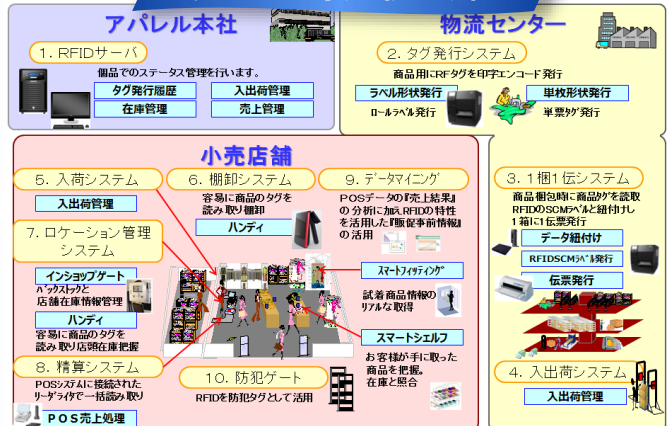 アパレル本社
1. RFIDサーバ
個品でのステータス管理を行います。
タグ発行履歴
入出荷管理
在庫管理
売上管理
物流センター
2. タグ発行システム
商品用にRFタグを印字エンコード発行
ラベル形状発行
ロールラベル発行
単枚形状発行
単票タグ発行
3. 1梱1伝システム
商品梱包時に商品タグを読取
RFIDのSCMラベルと紐付けし
1箱に1伝票発行
データ紐付け
RFIDSCMラベル発行
伝票発行
4. 入出荷システム
入出荷管理
小売店舗
5. 入荷システム
入出荷管理
6. 棚卸システム
容易に商品のタグを
読み取り棚卸
ハンディ
7. ロケーション管理
システム
インショップゲート
バックストックと
店舗在庫情報管理
ハンディ
容易に商品のタグを
読み取り店頭在庫把握
8. 精算システム
POSシステムに接続された
リーダライタで一括読み取り
POS売上処理
9. データマイニング
POSデータの『売上結果』
の分析に加えRFIDの特性
を活用した『販促事前情報』
の活用
スマートフィッティング
試着商品情報の
リアルな取得
スマートシェルフ
お客様が手に取った
商品を把握。
在庫と照合
10. 防犯ゲート
RFIDを防犯タグとして活用